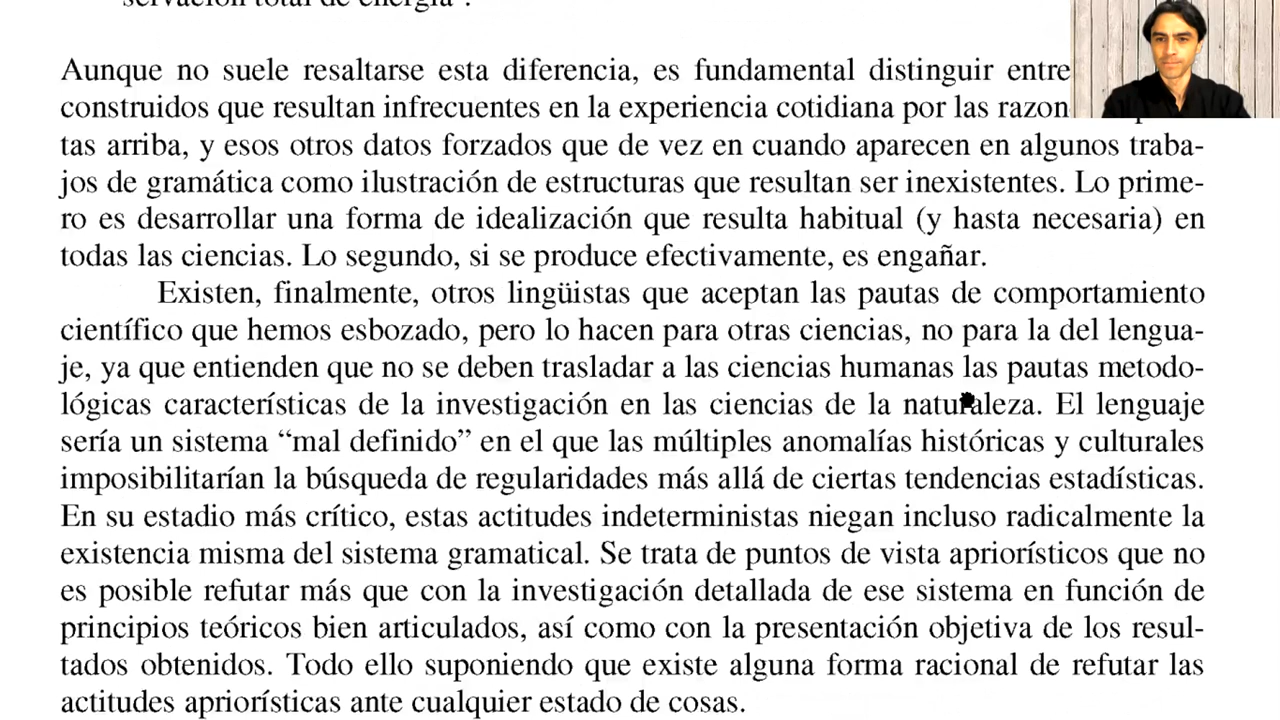 servación total de energía".
Aunque no suele resaltarse esta diferencia, es fundamental distinguir entre
construidos que resultan infrecuentes en la experiencia cotidiana por las razon
tas arriba, y esos otros datos forzados que de vez en cuando aparecen en algunos traba-
jos de gramática como ilustración de estructuras que resultan ser inexistentes. Lo prime-
ro es desarrollar una forma de idealización que resulta habitual (y hasta necesaria) en
todas las ciencias. Lo segundo, si se produce efectivamente, es engañar.
Existen, finalmente, otros lingüistas que aceptan las pautas de comportamiento
científico que hemos esbozado, pero lo hacen para otras ciencias, no para la del lengua-
je, ya que entienden que no se deben trasladar a las ciencias humanas las pautas metodo-
lógicas características de la investigación en las ciencias de la naturaleza. El lenguaje
sería un sistema “mal definido” en el que las múltiples anomalías históricas y culturales
imposibilitarían la búsqueda de regularidades más allá de ciertas tendencias estadísticas.
En su estadio más crítico, estas actitudes indeterministas niegan incluso radicalmente la
existencia misma del sistema gramatical. Se trata de puntos de vista apriorísticos que no
es posible refutar más que con la investigación detallada de ese sistema en función de
principios teóricos bien articulados, así como con la presentación objetiva de los resul-
tados obtenidos. Todo ello suponiendo que existe alguna forma racional de refutar las
actitudes apriorísticas ante cualquier estado de cosas.